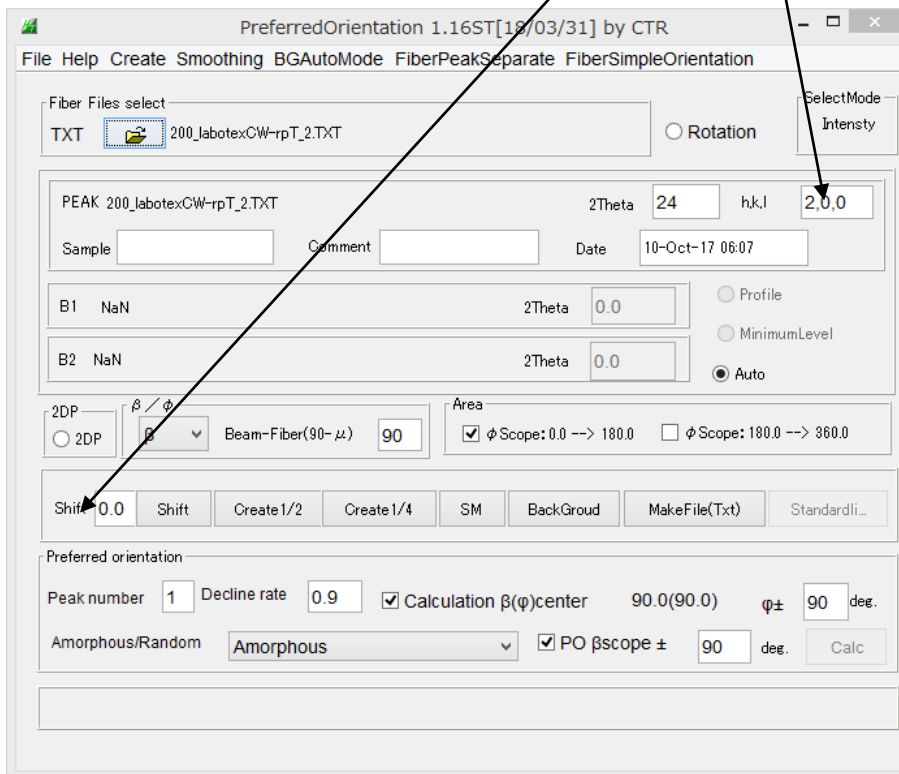 PreferredOrientation 1.16ST[18/03/31] by CTR
File Help Create Smoothing BGAutoMode FiberPeakSeparate FiberSimpleOrientation
Fiber Files select
SelectMode
TXT 200_labotexCW-rpT_2.TXT Rotation Intensty
PEAK 200_labotexCW-rpT_2.TXT 2Theta 24 h,k,l 2,0,0
Sample Comment Date 10-Oct-17 06:07
B1 NaN 2Theta 0.0 Profile
MinimumLevel
B2 NaN 2Theta 0.0 Auto
2DP β/φ Area
2DP β Beam-Fiber(90-μ) 90 φScope:0.0 --> 180.0 φScope:180.0 --> 360.0
Shift 0.0 Shift Create1/2 Create1/4 SM BackGroud MakeFile(Txt) Standardli...
Preferred orientation
Peak number 1 Decline rate 0.9 Calculation β(φ)center 90.0(90.0) φ± 90 deg.
Amorphous/Random Amorphous PO βscope ± 90 deg. Calc